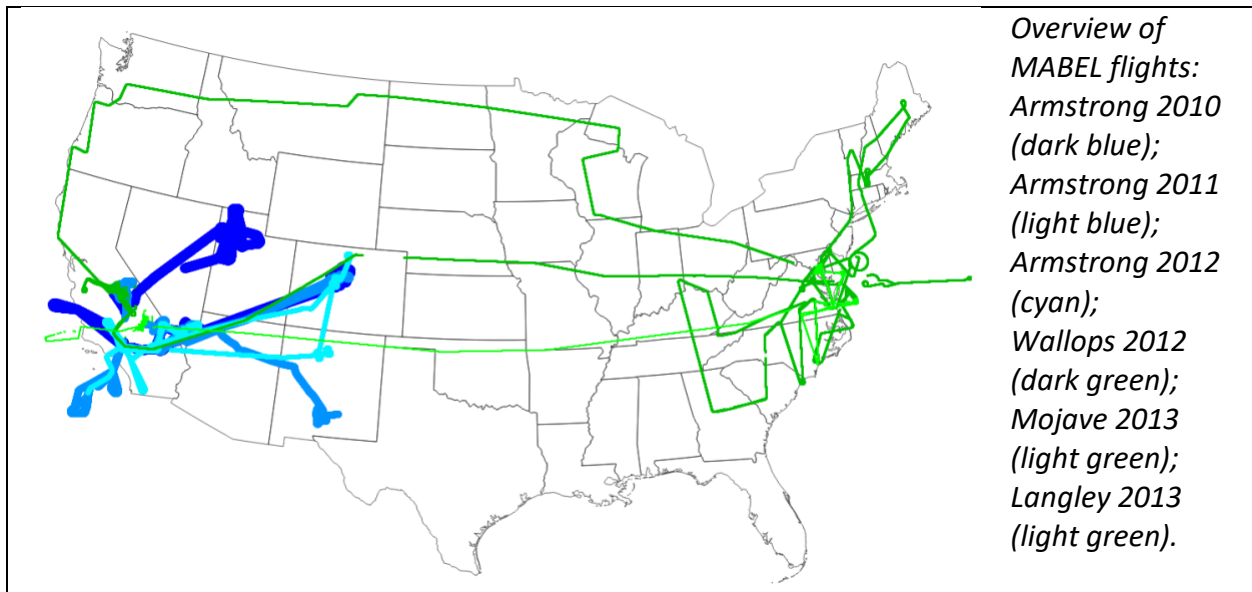 Overview of
MABEL flights:
Armstrong 2010
(dark blue);
Armstrong 2011
(light blue);
Armstrong 2012
(cyan);
Wallops 2012
(dark green);
Mojave 2013
(light green);
Langley 2013
(light green).